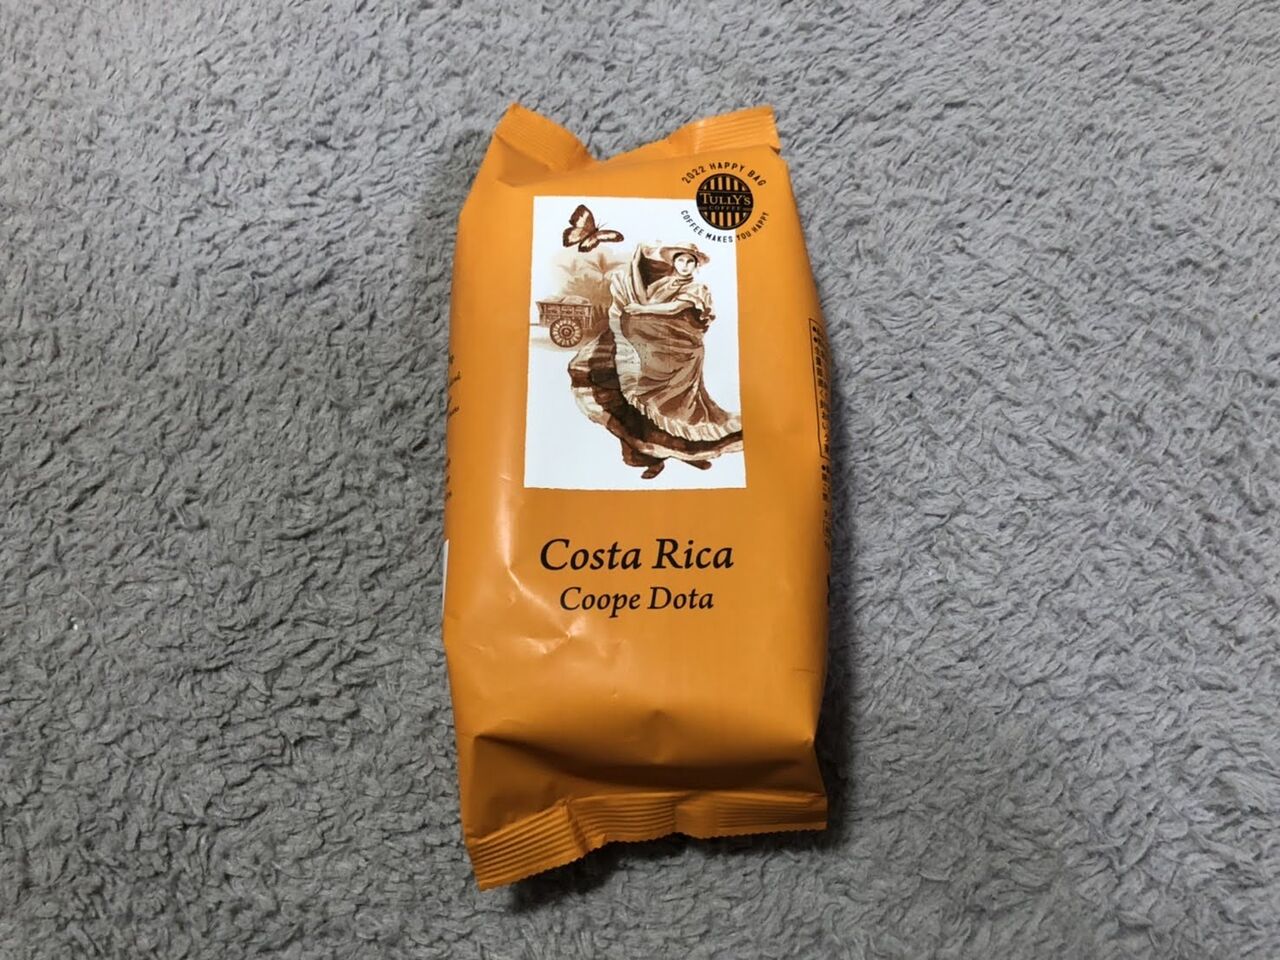 2022 HAPPY BAG
TULLY'S
COFFEE
COFFEE MAKES YOU HAPPY
Costa Rica
Coope Dota